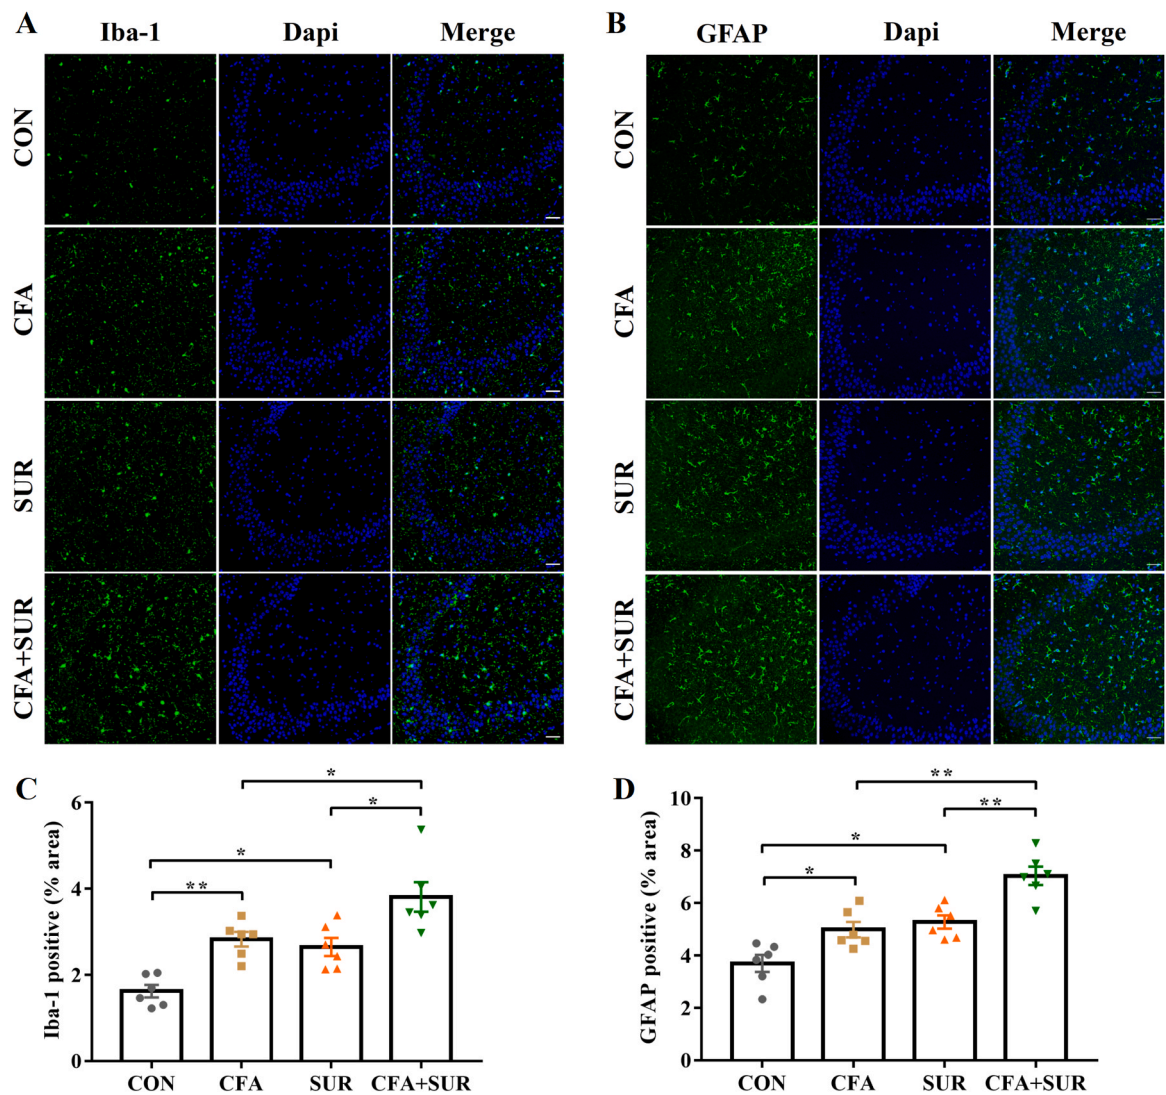 A
Iba-1 Dapi Merge
CON
CFA
SUR
CFA+SUR
B
GFAP Dapi Merge
CON
CFA
SUR
CFA+SUR
C
Iba-1 positive (% area)
6
4
2
0
*
*
*
**
CON CFA SUR CFA+SUR
D
GFAP positive (% area)
10
8
6
4
2
0
**
**
*
*
CON CFA SUR CFA+SUR